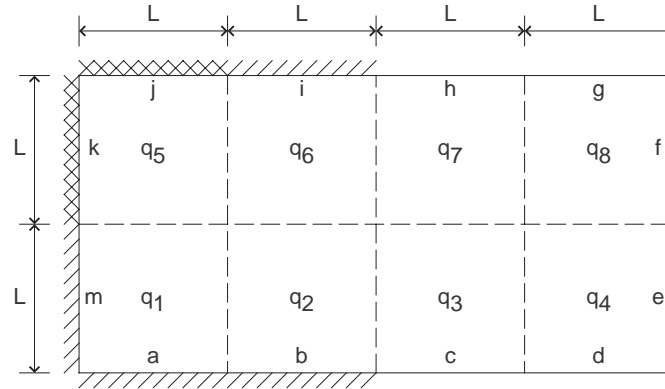 L L L L
j i h g
L k q5 q6 q7 q8 f
L m q1 q2 q3 q4 e
a b c d